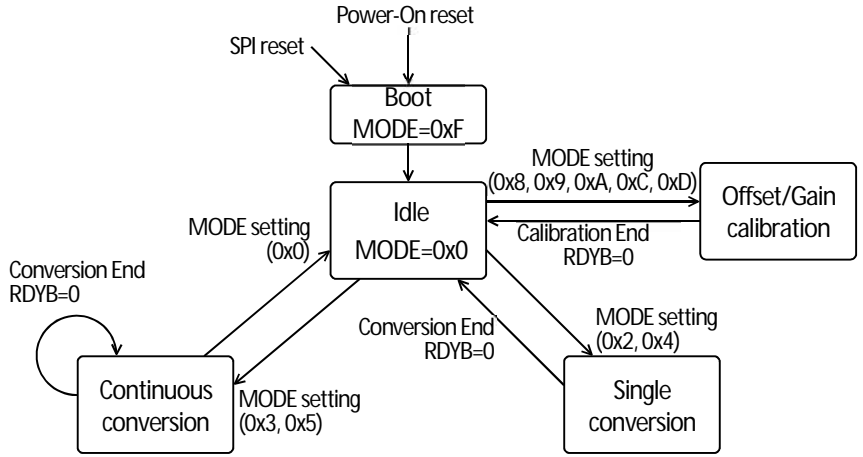 Power-On reset
SPI reset
Boot
MODE=0xF
MODE setting
(0x8, 0x9, 0xA, 0xC, 0xD)
Offset/Gain
calibration
Idle
MODE=0x0
Calibration End
RDYB=0
MODE setting
(0x0)
Conversion End
RDYB=0
Conversion End
RDYB=0
MODE setting
(0x2, 0x4)
Continuous
conversion
MODE setting
(0x3, 0x5)
Single
conversion